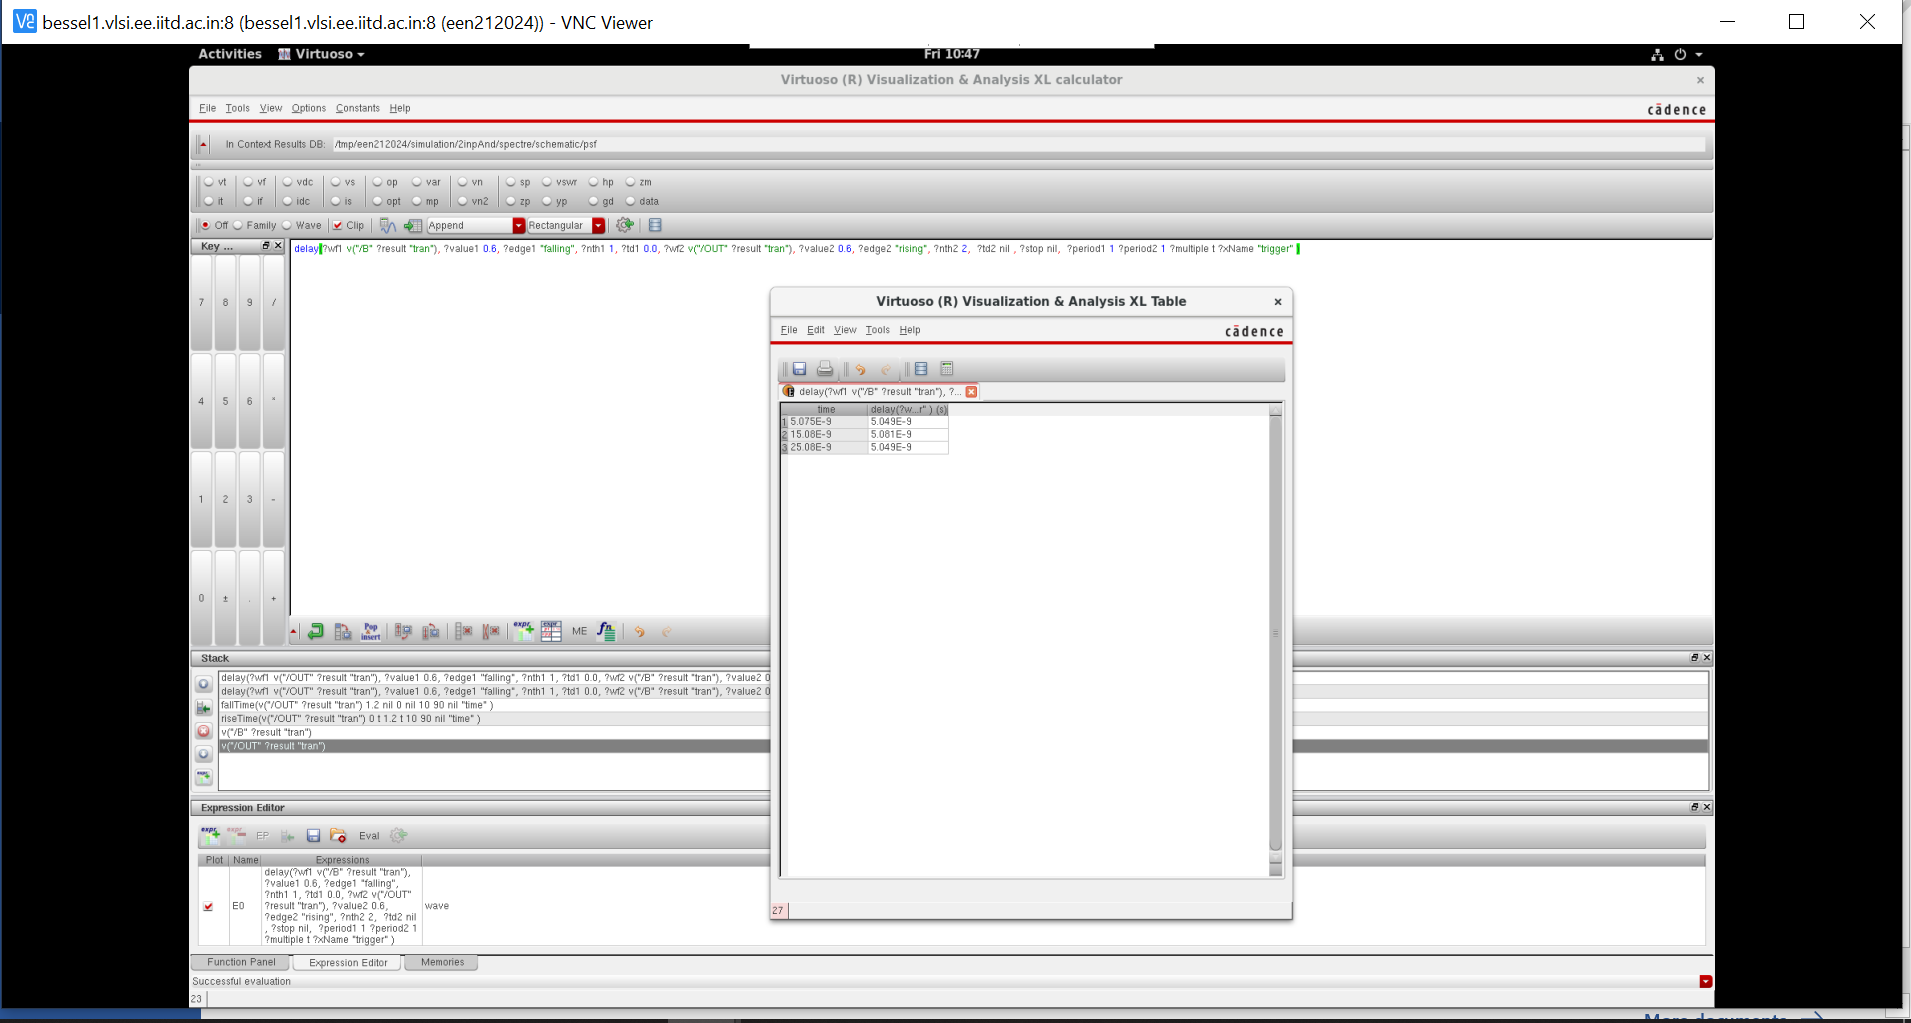 bessel1.vlsi.ee.iitd.ac.in:8 (bessel1.vlsi.ee.iitd.ac.in:8 (een212024)) - VNC Viewer
Activities Virtuoso Fri 10:47
Virtuoso (R) Visualization & Analysis XL calculator
File Tools View Options Constants Help cādence
In Context Results DB: /tmp/een212024/simulation/2inpAnd/spectre/schematic/psf
vt vf vdc vs op var vn sp vswr hp zm
it if idc is opt mp vn2 zp yp gd data
Off Family Wave Clip Append Rectangular
Key ...
delay(?wf1 v("/B" ?result "tran"), ?value1 0.6, ?edge1 "falling", ?nth1 1, ?td1 0.0, ?wf2 v("/OUT" ?result "tran"), ?value2 0.6, ?edge2 "rising", ?nth2 2, ?td2 nil , ?stop nil, ?period1 1 ?period2 1 ?multiple t ?xName "trigger" )
7 8 9 /
4 5 6 *
1 2 3 -
0 ± . +
Pop insert expr ME fn
Virtuoso (R) Visualization & Analysis XL Table
File Edit View Tools Help cādence
delay(?wf1 v("/B" ?result "tran"), ?...
time delay(?w...r" ) (s)
1 5.075E-9 5.049E-9
2 15.08E-9 5.081E-9
3 25.08E-9 5.049E-9
27
Stack
delay(?wf1 v("/OUT" ?result "tran"), ?value1 0.6, ?edge1 "falling", ?nth1 1, ?td1 0.0, ?wf2 v("/B" ?result "tran"), ?value2 0
delay(?wf1 v("/OUT" ?result "tran"), ?value1 0.6, ?edge1 "falling", ?nth1 1, ?td1 0.0, ?wf2 v("/B" ?result "tran"), ?value2 0
fallTime(v("/OUT" ?result "tran") 1.2 nil 0 nil 10 90 nil "time" )
riseTime(v("/OUT" ?result "tran") 0 t 1.2 t 10 90 nil "time" )
v("/B" ?result "tran")
v("/OUT" ?result "tran")
Expression Editor
expr expr EP Eval
Plot Name Expressions
delay(?wf1 v("/B" ?result "tran"),
?value1 0.6, ?edge1 "falling",
?nth1 1, ?td1 0.0, ?wf2 v("/OUT"
E0 ?result "tran"), ?value2 0.6, wave
?edge2 "rising", ?nth2 2, ?td2 nil
, ?stop nil, ?period1 1 ?period2 1
?multiple t ?xName "trigger" )
Function Panel Expression Editor Memories
Successful evaluation
23